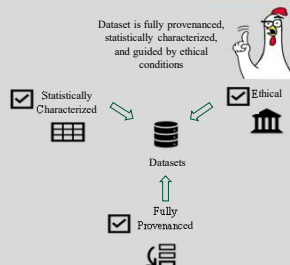 Dataset is fully provenanced,
statistically characterized,
and guided by ethical
conditions
Statistically
Characterized
Ethical
Datasets
Fully
Provenanced